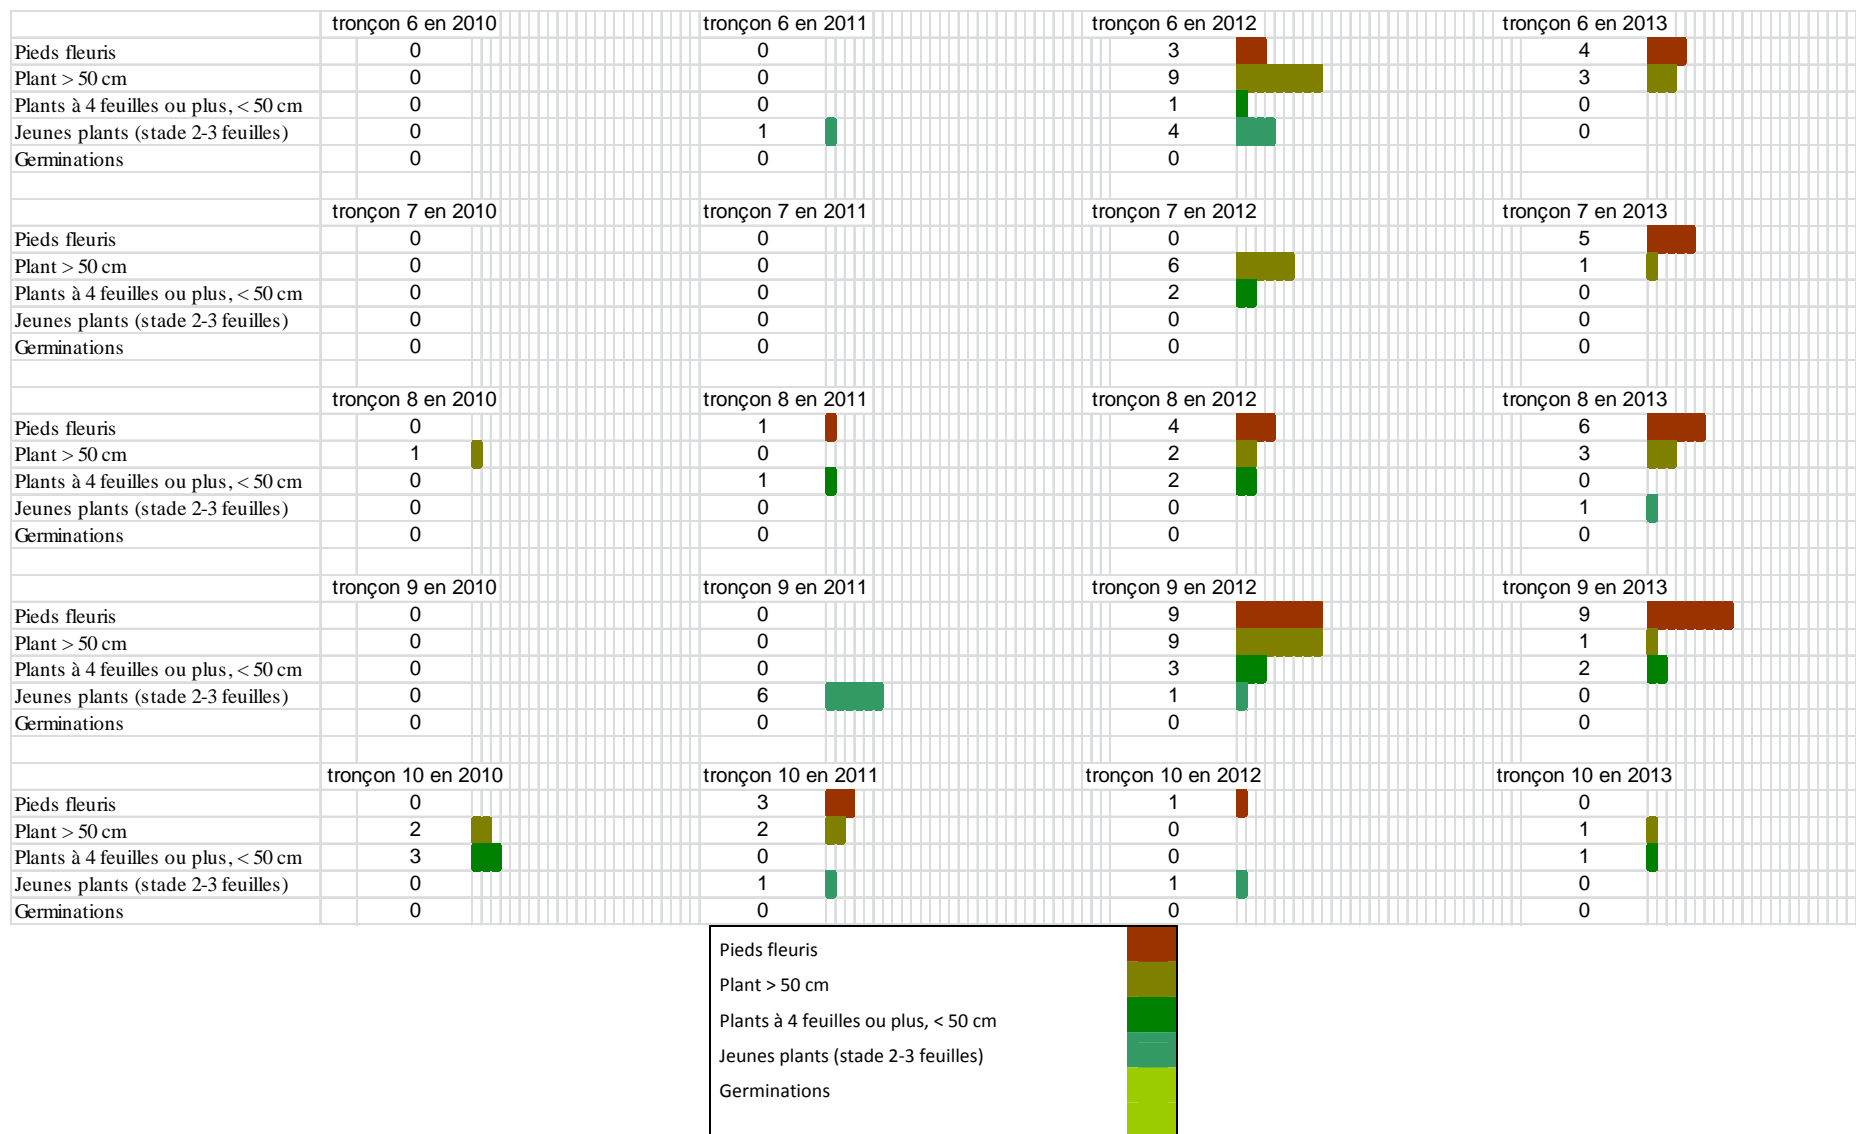 tronçon 6 en 2010 tronçon 6 en 2011 tronçon 6 en 2012 tronçon 6 en 2013
Pieds fleuris 0 0 3 4
Plant > 50 cm 0 0 9 3
Plants à 4 feuilles ou plus, < 50 cm 0 0 1 0
Jeunes plants (stade 2-3 feuilles) 0 1 4 0
Germinations 0 0 0
tronçon 7 en 2010 tronçon 7 en 2011 tronçon 7 en 2012 tronçon 7 en 2013
Pieds fleuris 0 0 0 5
Plant > 50 cm 0 0 6 1
Plants à 4 feuilles ou plus, < 50 cm 0 0 2 0
Jeunes plants (stade 2-3 feuilles) 0 0 0 0
Germinations 0 0 0 0
tronçon 8 en 2010 tronçon 8 en 2011 tronçon 8 en 2012 tronçon 8 en 2013
Pieds fleuris 0 1 4 6
Plant > 50 cm 1 0 2 3
Plants à 4 feuilles ou plus, < 50 cm 0 1 2 0
Jeunes plants (stade 2-3 feuilles) 0 0 0 1
Germinations 0 0 0 0
tronçon 9 en 2010 tronçon 9 en 2011 tronçon 9 en 2012 tronçon 9 en 2013
Pieds fleuris 0 0 9 9
Plant > 50 cm 0 0 9 1
Plants à 4 feuilles ou plus, < 50 cm 0 0 3 2
Jeunes plants (stade 2-3 feuilles) 0 6 1 0
Germinations 0 0 0 0
tronçon 10 en 2010 tronçon 10 en 2011 tronçon 10 en 2012 tronçon 10 en 2013
Pieds fleuris 0 3 1 0
Plant > 50 cm 2 2 0 1
Plants à 4 feuilles ou plus, < 50 cm 3 0 0 1
Jeunes plants (stade 2-3 feuilles) 0 1 1 0
Germinations 0 0 0 0
Pieds fleuris
Plant > 50 cm
Plants à 4 feuilles ou plus, < 50 cm
Jeunes plants (stade 2-3 feuilles)
Germinations